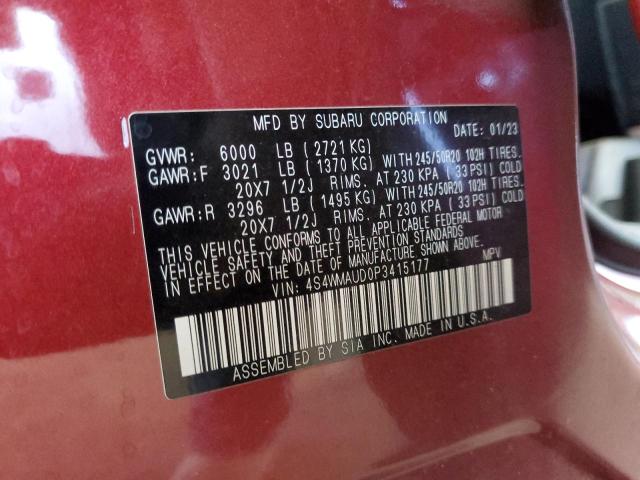 MFD BY SUBARU CORPORATION
DATE: 01/23
GVWR: 6000 LB ( 2721 KG)
GAWR:F 3021 LB ( 1370 KG) WITH 245/50R20 102H TIRES.
20X7 1/2J RIMS. AT 230 KPA ( 33 PSI) COLD
GAWR:R 3296 LB ( 1495 KG) WITH 245/50R20 102H TIRES.
20X7 1/2J RIMS. AT 230 KPA ( 33 PSI) COLD
THIS VEHICLE CONFORMS TO ALL APPLICABLE FEDERAL MOTOR
VEHICLE SAFETY AND THEFT PREVENTION STANDARDS
IN EFFECT ON THE DATE OF MANUFACTURE SHOWN ABOVE.
VIN: 4S4WMAUD0P3415177 MPV
ASSEMBLED BY SIA INC. MADE IN U.S.A.